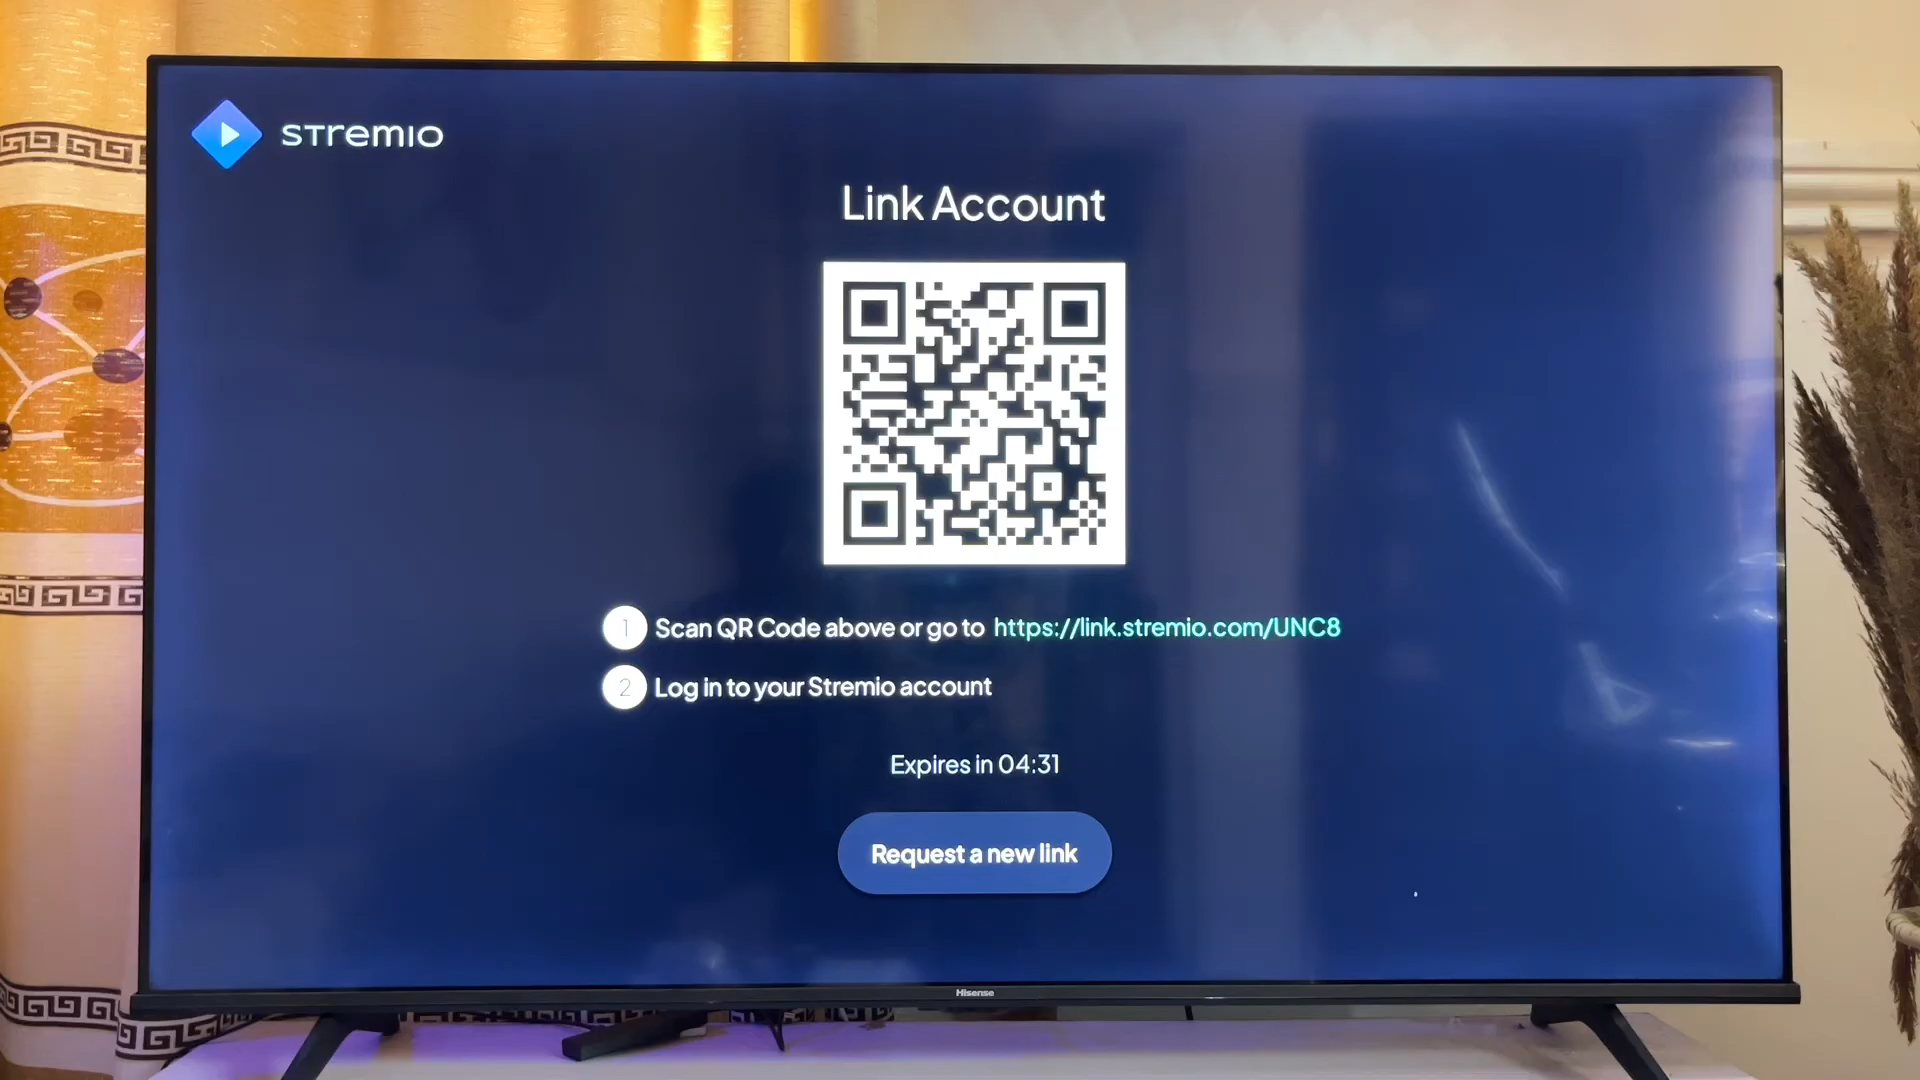 STREMIO
Link Account
1 Scan QR Code above or go to https://link.stremio.com/UNC8
2 Log in to your Stremio account
Expires in 04:31
Request a new link
Hisense